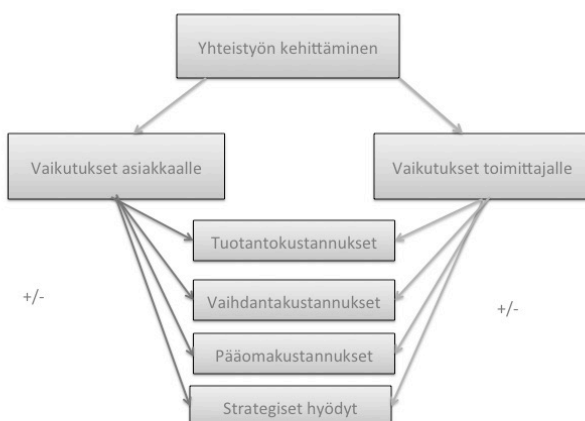 Yhteistyön kehittäminen
Vaikutukset asiakkaalle
Vaikutukset toimittajalle
Tuotantokustannukset
Vaihdantakustannukset
+/-
+/-
Pääomakustannukset
Strategiset hyödyt